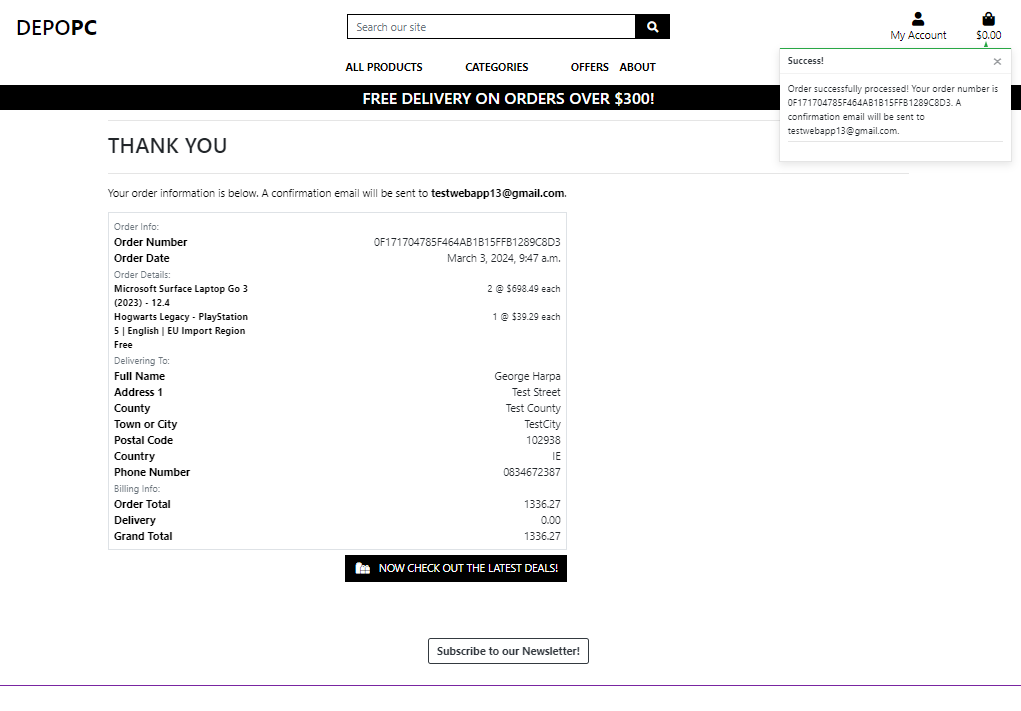 DEPOPC
Search our site
My Account
$0.00
ALL PRODUCTS CATEGORIES OFFERS ABOUT
FREE DELIVERY ON ORDERS OVER $300!
Success! ×
Order successfully processed! Your order number is
0F171704785F464AB1B15FFB1289C8D3. A
confirmation email will be sent to
testwebapp13@gmail.com.
THANK YOU
Your order information is below. A confirmation email will be sent to testwebapp13@gmail.com.
Order Info:
Order Number 0F171704785F464AB1B15FFB1289C8D3
Order Date March 3, 2024, 9:47 a.m.
Order Details:
Microsoft Surface Laptop Go 3 2 @ $698.49 each
(2023) - 12.4
Hogwarts Legacy - PlayStation 1 @ $39.29 each
5 | English | EU Import Region
Free
Delivering To:
Full Name George Harpa
Address 1 Test Street
County Test County
Town or City TestCity
Postal Code 102938
Country IE
Phone Number 0834672387
Billing Info:
Order Total 1336.27
Delivery 0.00
Grand Total 1336.27
NOW CHECK OUT THE LATEST DEALS!
Subscribe to our Newsletter!